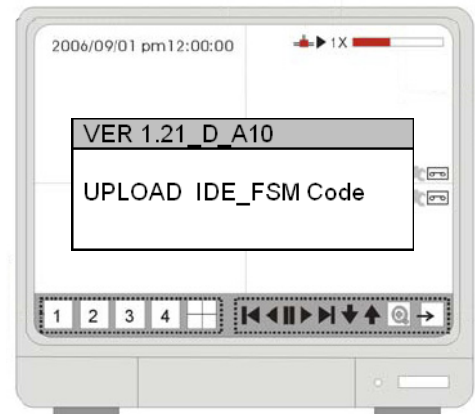 2006/09/01 pm12:00:00 1X
VER 1.21_D_A10
UPLOAD IDE_FSM Code
1 2 3 4